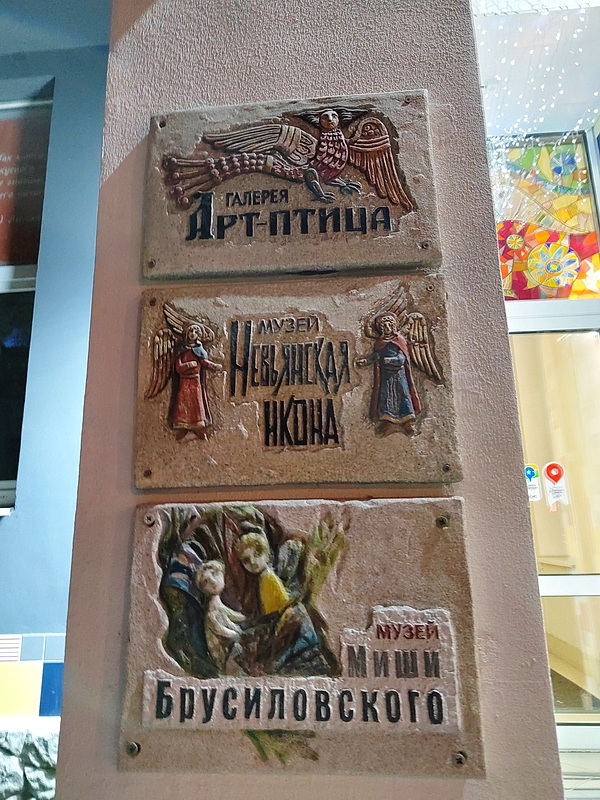 ГАЛЕРЕЯ
АРТ-ПТИЦА
МУЗЕЙ
НЕВЬЯНСКАЯ
ИКОНА
МУЗЕЙ
Миши
Брусиловского